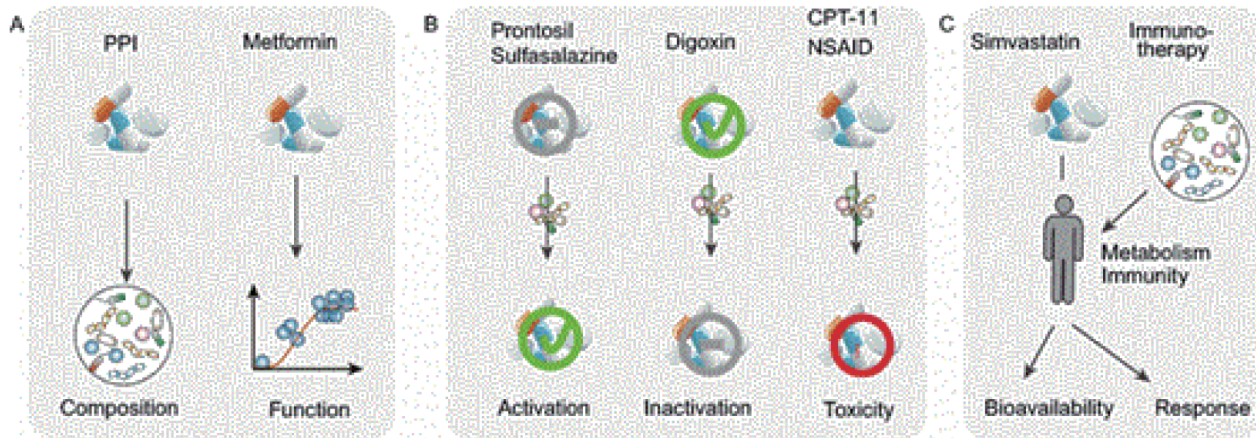 A
PPI
Metformin
Composition
Function
B
Prontosil
Sulfasalazine
Digoxin
CPT-11
NSAID
Activation
Inactivation
Toxicity
C
Simvastatin
Immuno-
therapy
Metabolism
Immunity
Bioavailability
Response